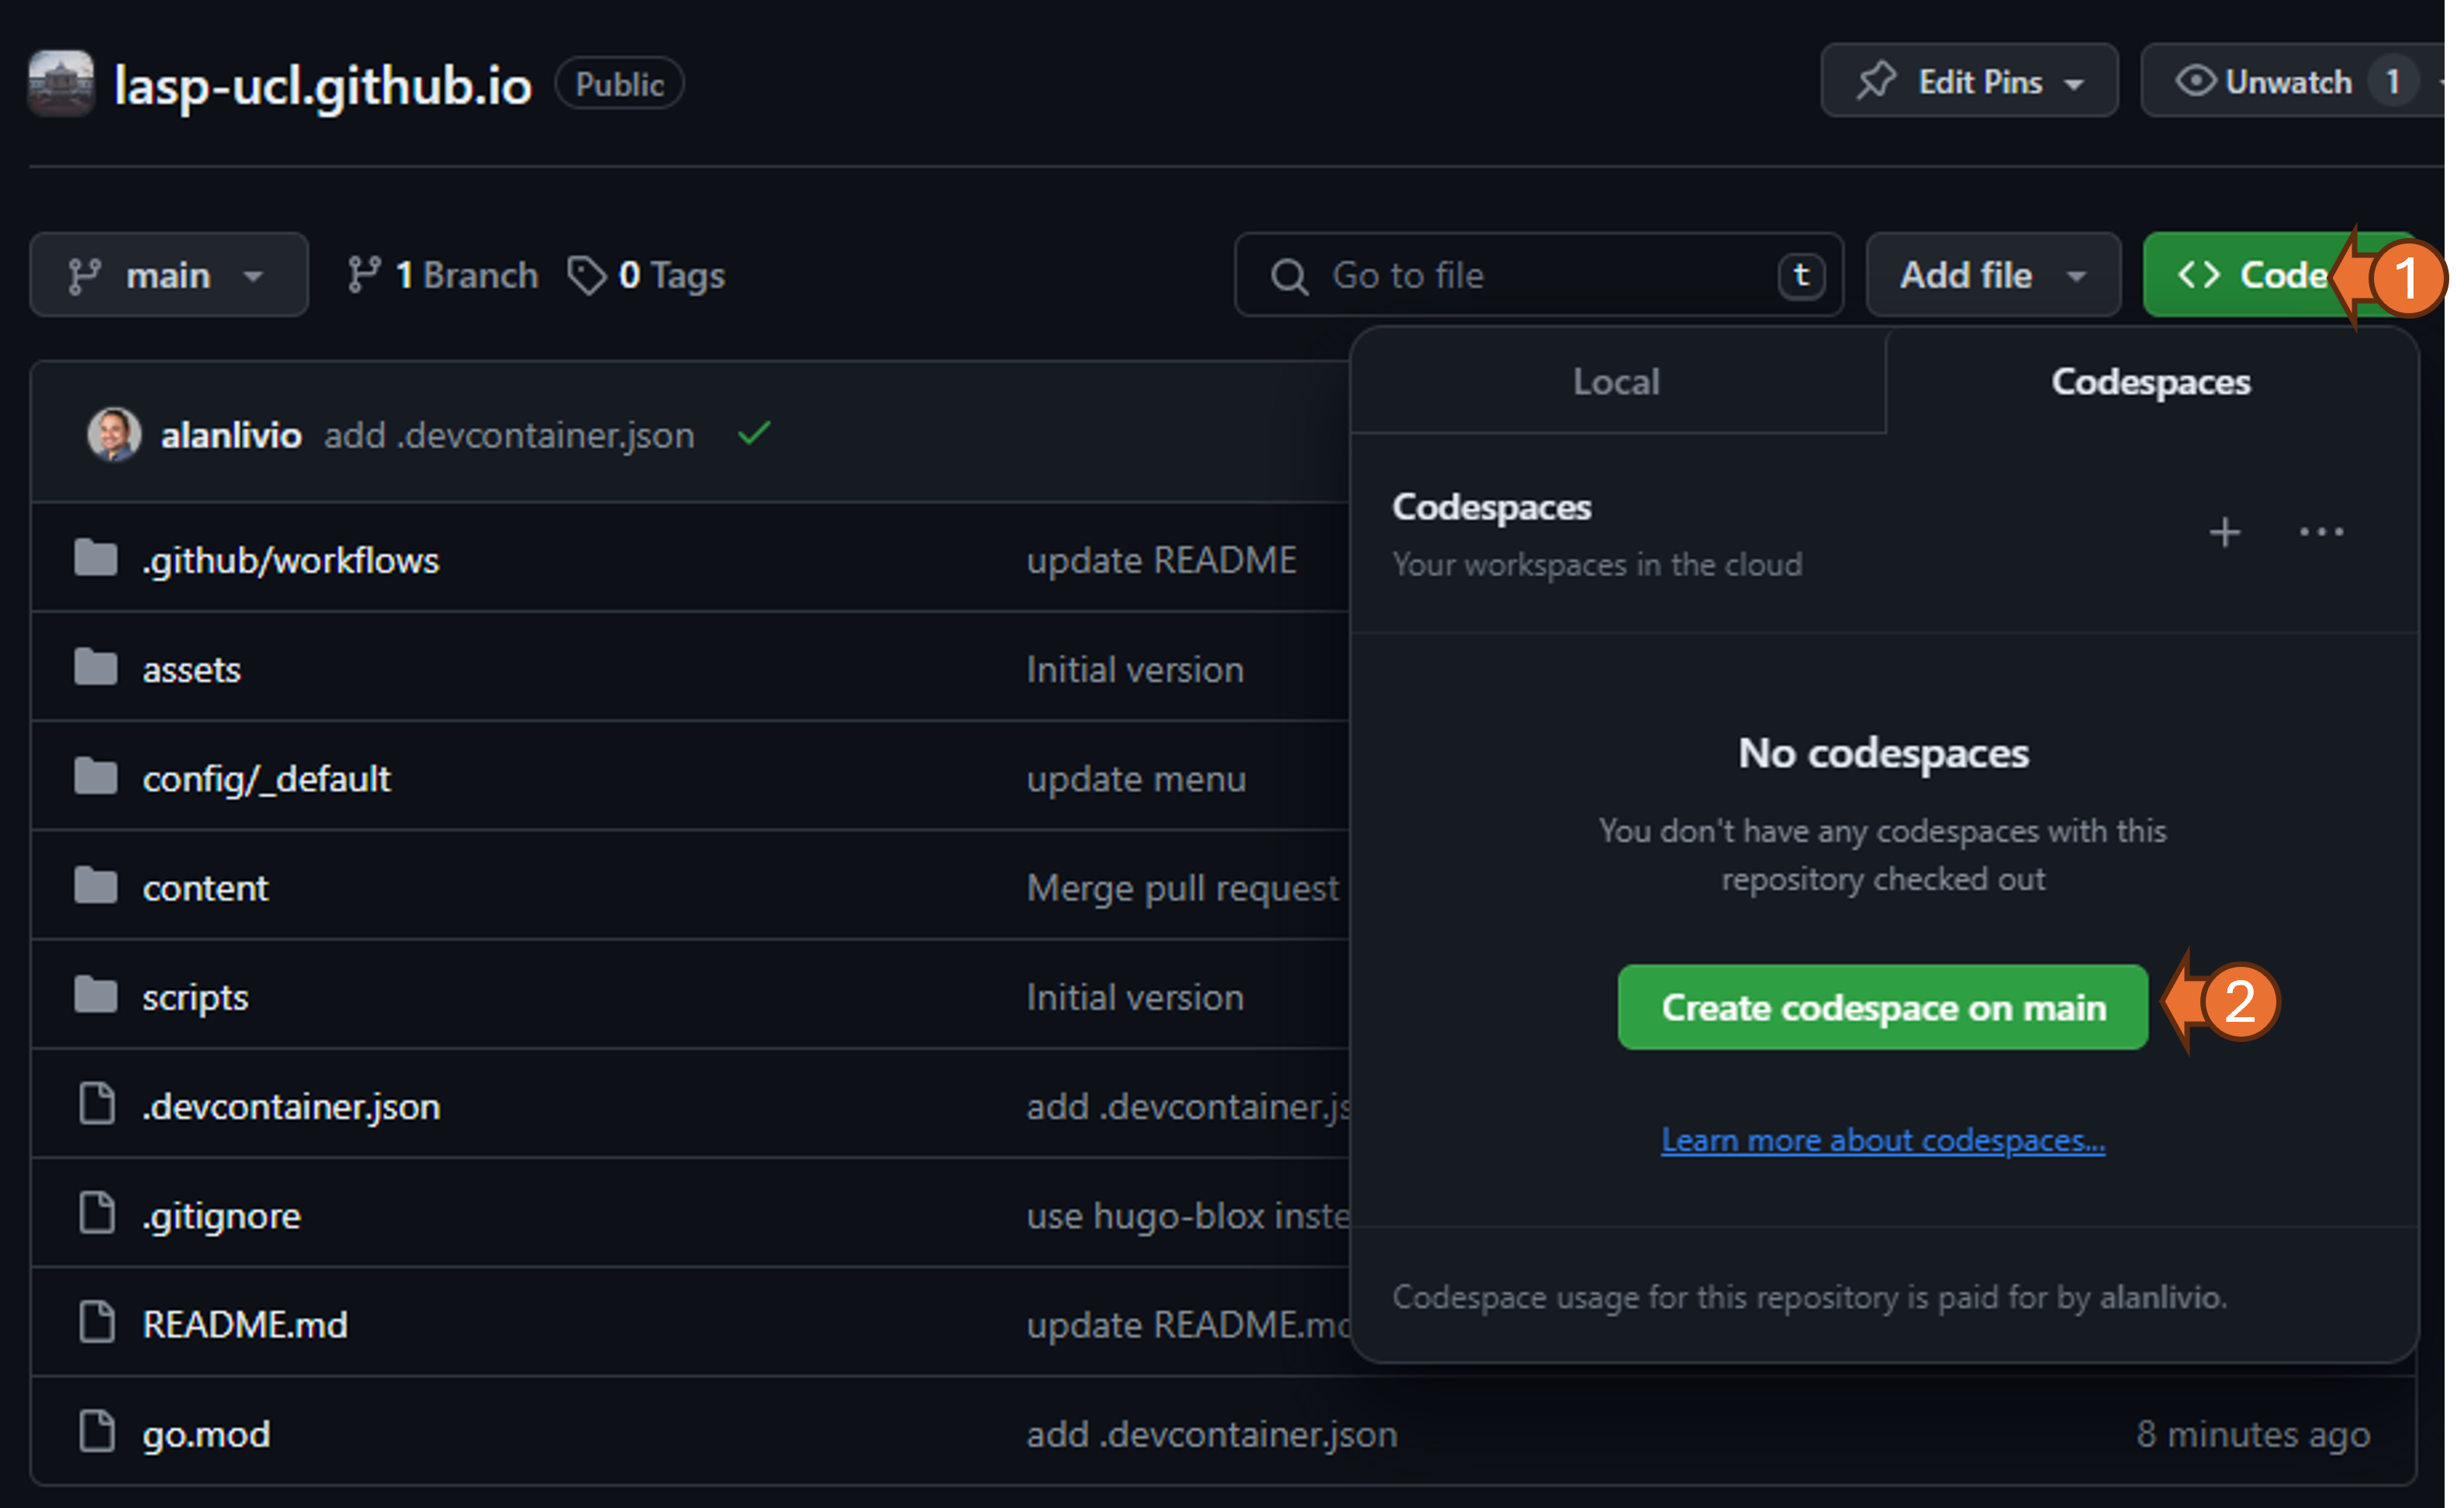 lasp-ucl.github.io Public Edit Pins Unwatch 1
main 1 Branch 0 Tags Go to file t Add file Code 1
Local Codespaces
alanlivio add .devcontainer.json
Codespaces
Your workspaces in the cloud
.github/workflows update README
assets Initial version
No codespaces
You don't have any codespaces with this
repository checked out
config/_default update menu
content Merge pull request
Create codespace on main 2
scripts Initial version
.devcontainer.json add .devcontainer.js
Learn more about codespaces...
.gitignore use hugo-blox inste
Codespace usage for this repository is paid for by alanlivio.
README.md update README.md
go.mod add .devcontainer.json 8 minutes ago